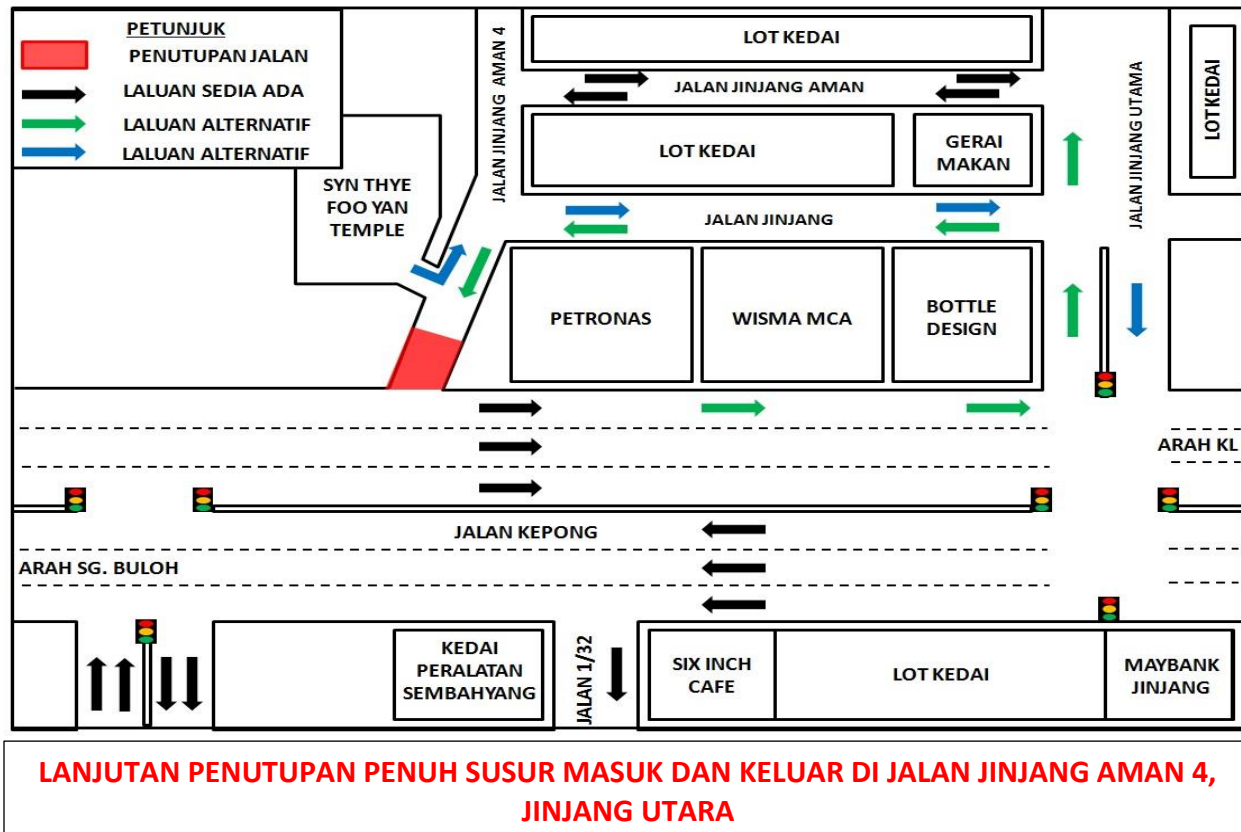 PETUNJUK
PENUTUPAN JALAN
LALUAN SEDIA ADA
LALUAN ALTERNATIF
LALUAN ALTERNATIF
SYN THYE
FOO YAN
TEMPLE
JALAN JINJANG AMAN 4
LOT KEDAI
JALAN JINJANG AMAN
LOT KEDAI
GERAI
MAKAN
JALAN JINJANG
PETRONAS
WISMA MCA
BOTTLE
DESIGN
JALAN JINJANG UTAMA
LOT KEDAI
ARAH KL
JALAN KEPONG
ARAH SG. BULOH
KEDAI
PERALATAN
SEMBAHYANG
JALAN 1/32
SIX INCH
CAFE
LOT KEDAI
MAYBANK
JINJANG
LANJUTAN PENUTUPAN PENUH SUSUR MASUK DAN KELUAR DI JALAN JINJANG AMAN 4,
JINJANG UTARA